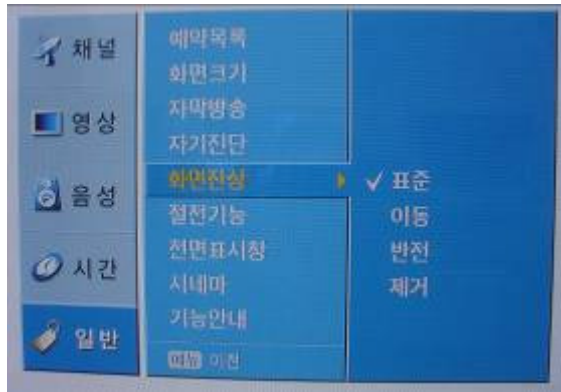 채널
영상
음성
시간
일반
예약목록
화면크기
자막방송
자기진단
화면잔상
절전기능
전면표시창
시네마
기능안내
메뉴 이전
✓ 표준
이동
반전
제거